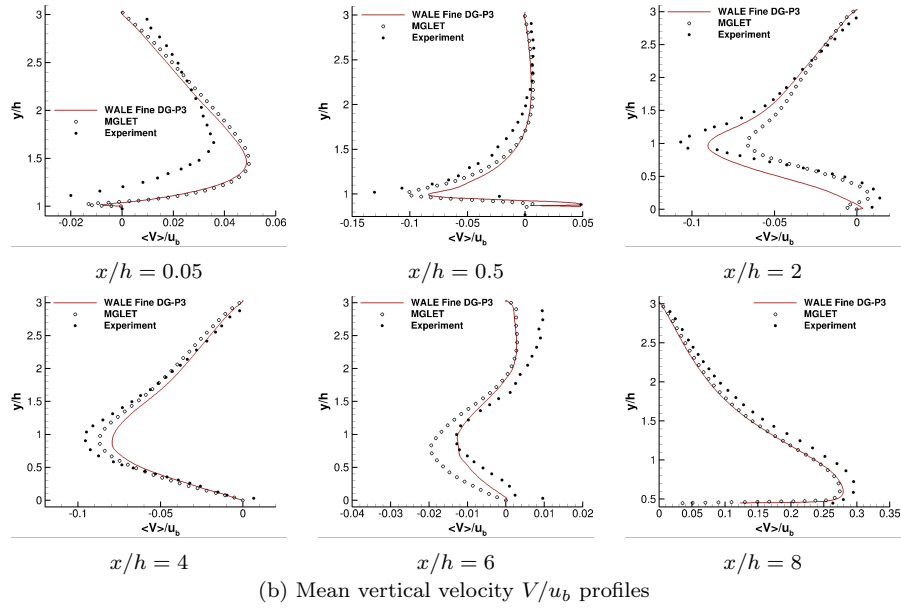 3
2.5
2
1.5
1
y/h
WALE Fine DG-P3
MGLET
Experiment
-0.02 0 0.02 0.04 0.06
<V>/u_b
x/h = 0.05
3
2.5
2
1.5
1
y/h
WALE Fine DG-P3
MGLET
Experiment
-0.15 -0.1 -0.05 0 0.05
<V>/u_b
x/h = 0.5
3
2.5
2
1.5
1
0.5
0
y/h
WALE Fine DG-P3
MGLET
Experiment
-0.1 -0.05 0
<V>/u_b
x/h = 2
3
2.5
2
1.5
1
0.5
0
y/h
WALE Fine DG-P3
MGLET
Experiment
-0.1 -0.05 0
<V>/u_b
x/h = 4
3
2.5
2
1.5
1
0.5
0
y/h
WALE Fine DG-P3
MGLET
Experiment
-0.04 -0.03 -0.02 -0.01 0 0.01 0.02
<V>/u_b
x/h = 6
3
2.5
2
1.5
1
0.5
y/h
WALE Fine DG-P3
MGLET
Experiment
0 0.05 0.1 0.15 0.2 0.25 0.3 0.35
<V>/u_b
x/h = 8
(b) Mean vertical velocity V/u_b profiles